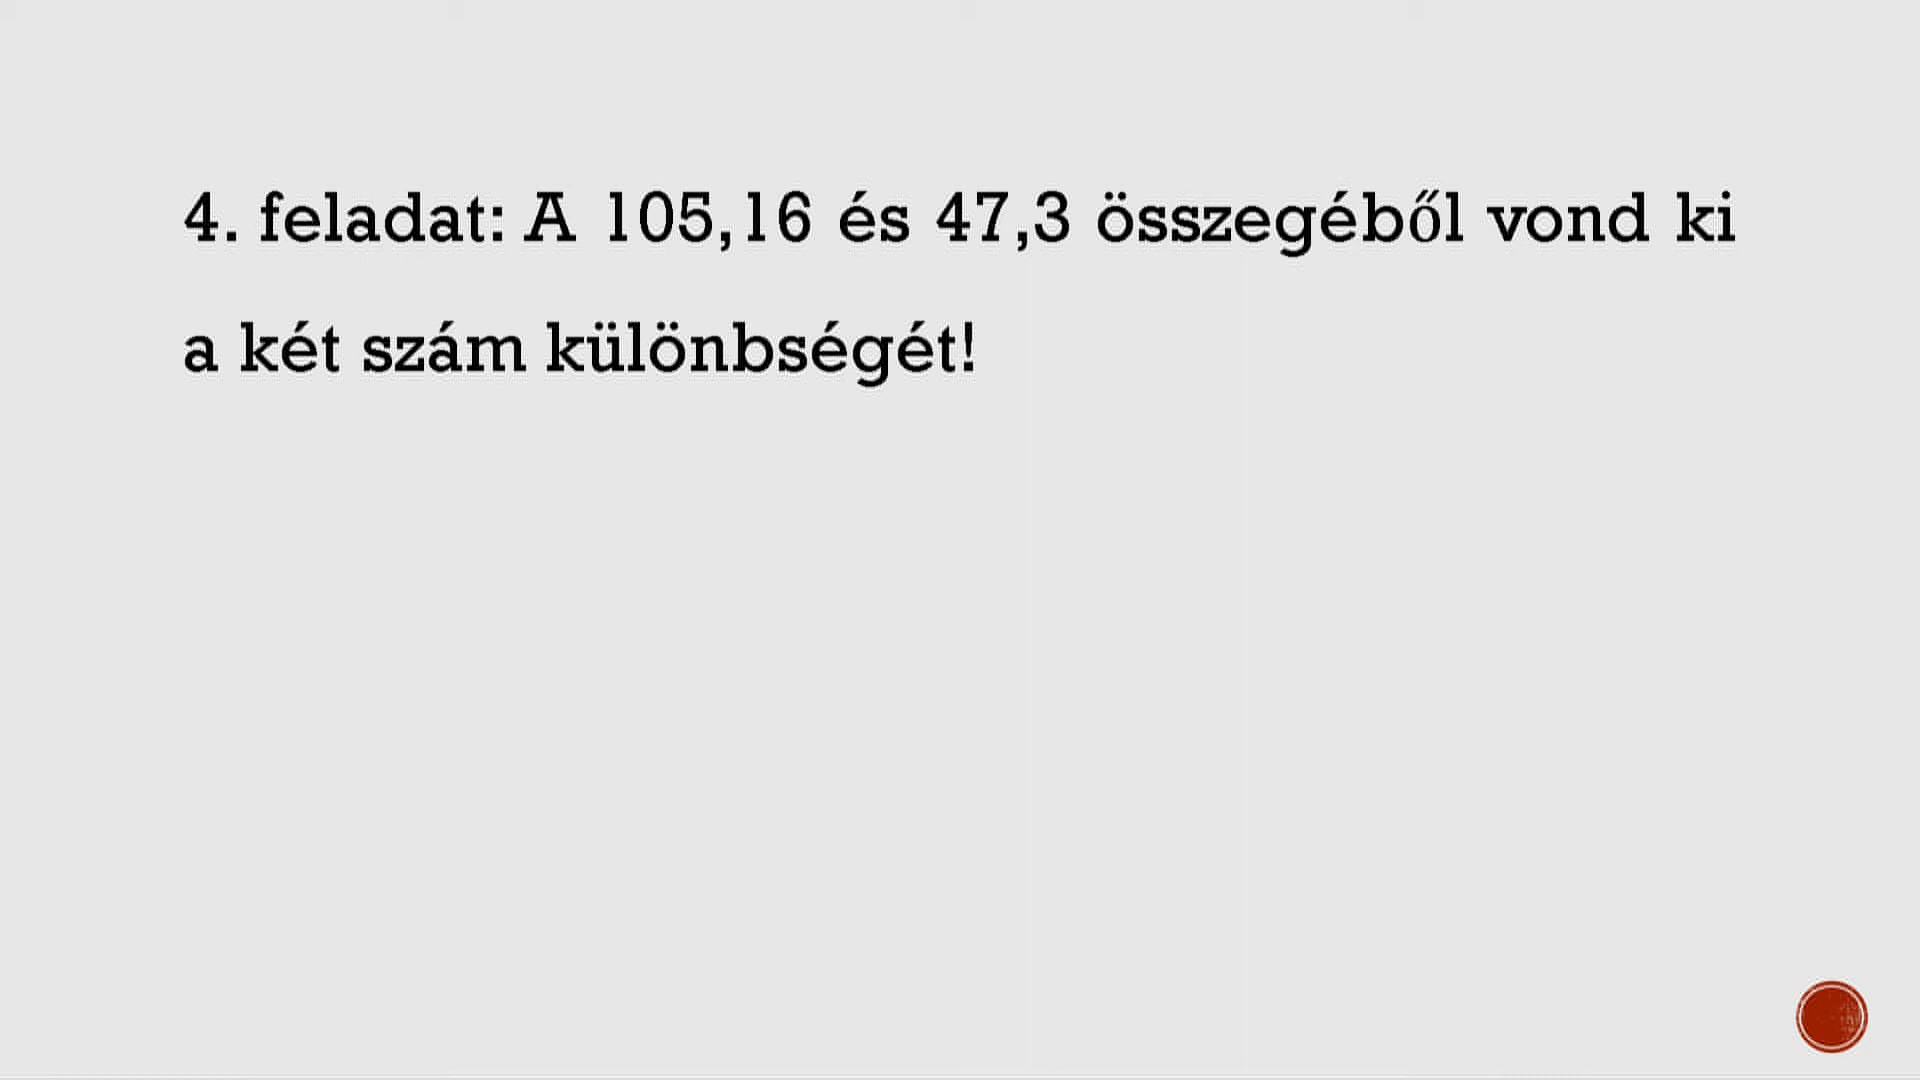 4. feladat: A 105,16 és 47,3 összegéből vond ki
a két szám különbségét!